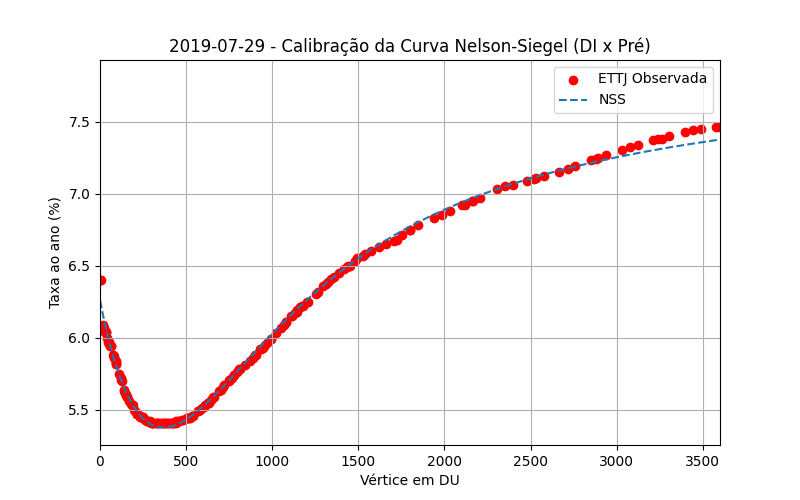 2019-07-29 - Calibração da Curva Nelson-Siegel (DI x Pré)
ETTJ Observada
NSS
Taxa ao ano (%)
7.5
7.0
6.5
6.0
5.5
0 500 1000 1500 2000 2500 3000 3500
Vértice em DU